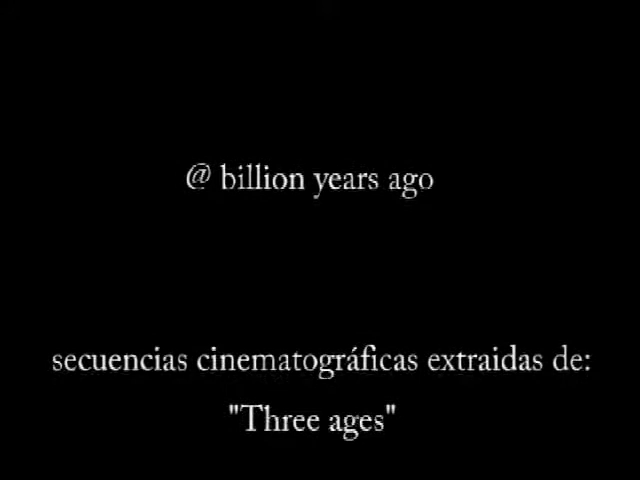 @ billion years ago
secuencias cinematográficas extraidas de:
"Three ages"